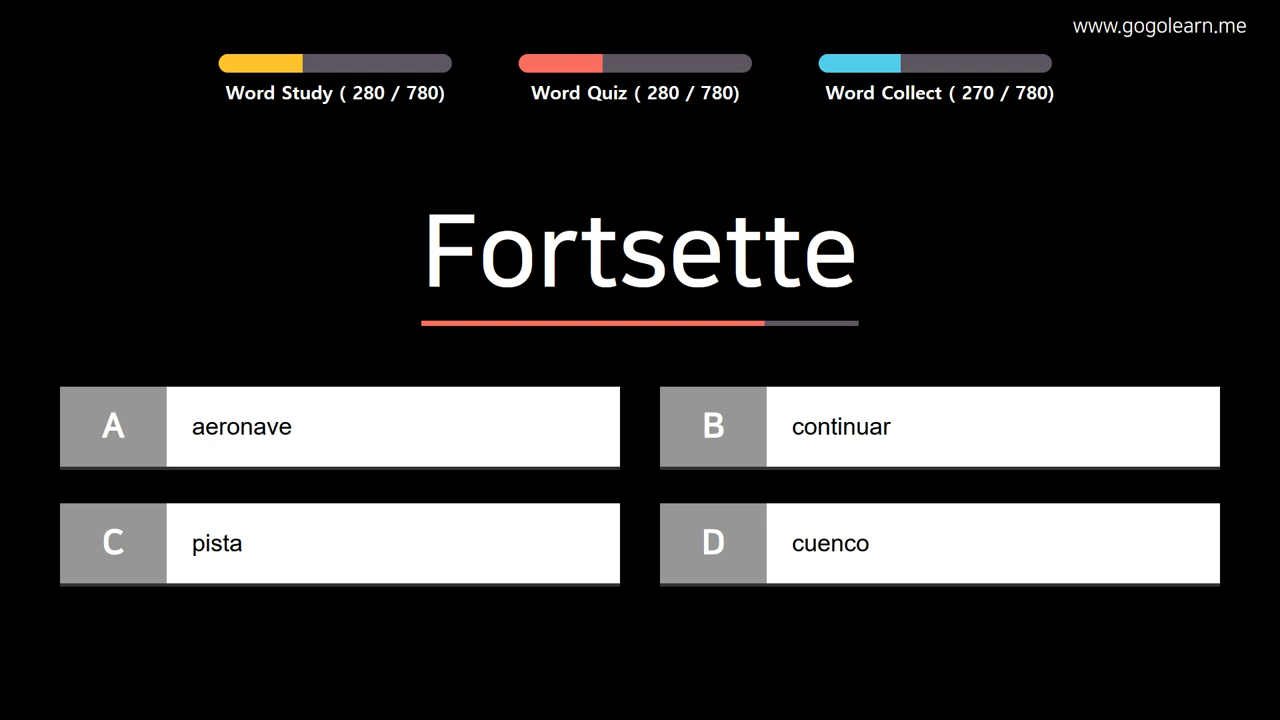 www.gogolearn.me
Word Study ( 280 / 780)
Word Quiz ( 280 / 780)
Word Collect ( 270 / 780)
Fortsette
A aeronave
B continuar
C pista
D cuenco